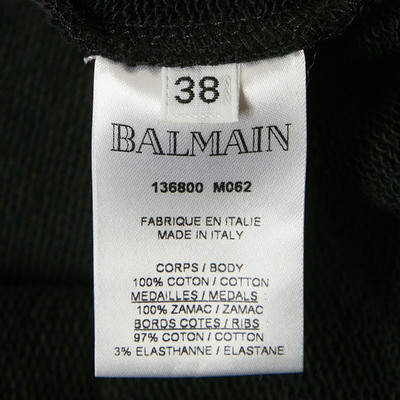 38
BALMAIN
136800 M062
FABRIQUE EN ITALIE
MADE IN ITALY
CORPS / BODY
100% COTON / COTTON
MEDAILLES / MEDALS
100% ZAMAC / ZAMAC
BORDS COTES / RIBS
97% COTON / COTTON
3% ELASTHANNE / ELASTANE